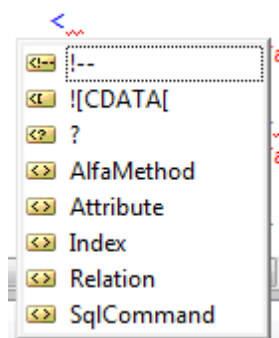 <
!--
![CDATA[
?
AlfaMethod
Attribute
Index
Relation
SqlCommand